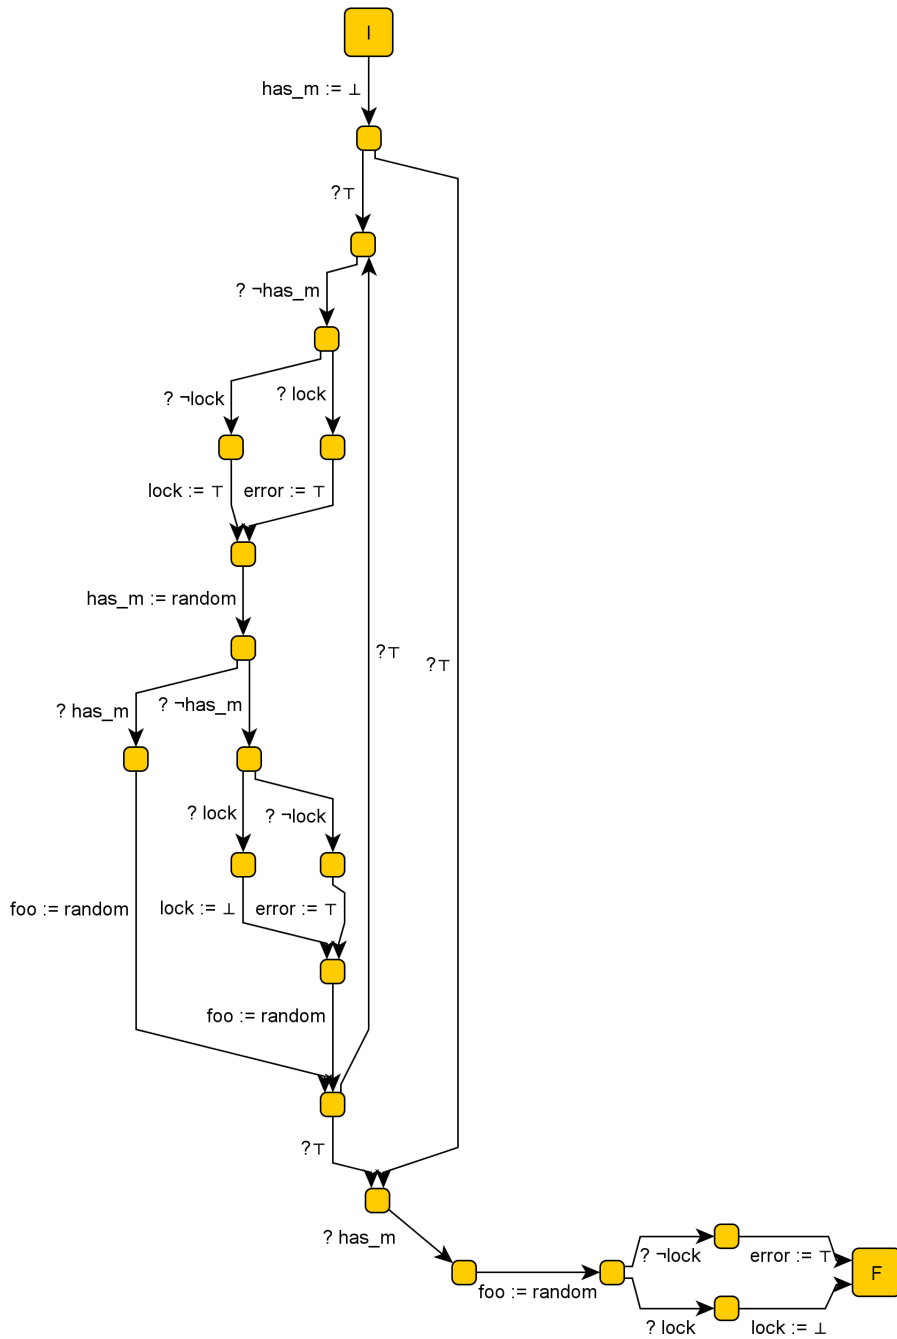 I
has_m := ⊥
?⊤
? ¬has_m
? ¬lock
? lock
lock := ⊤
error := ⊤
has_m := random
?⊤
?⊤
? has_m
? ¬has_m
? lock
? ¬lock
foo := random
lock := ⊥
error := ⊤
foo := random
?⊤
? has_m
foo := random
? ¬lock
error := ⊤
F
? lock
lock := ⊥